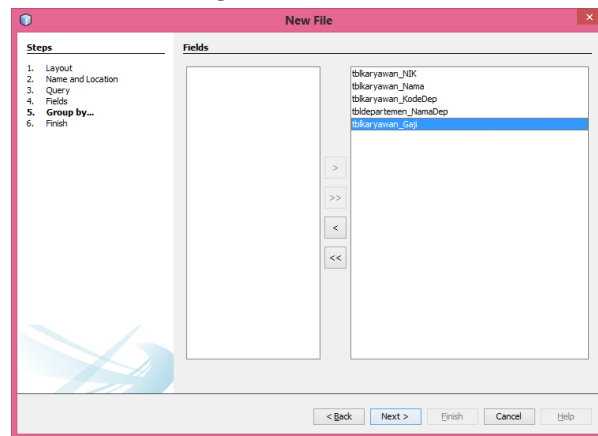 New File
Steps
1. Layout
2. Name and Location
3. Query
4. Fields
5. Group by...
6. Finish
Fields
tblkaryawan_NIK
tblkaryawan_Nama
tblkaryawan_KodeDep
tbldepartemen_NamaDep
tblkaryawan_Gaji
>
>>
<
<<
< Back
Next >
Finish
Cancel
Help